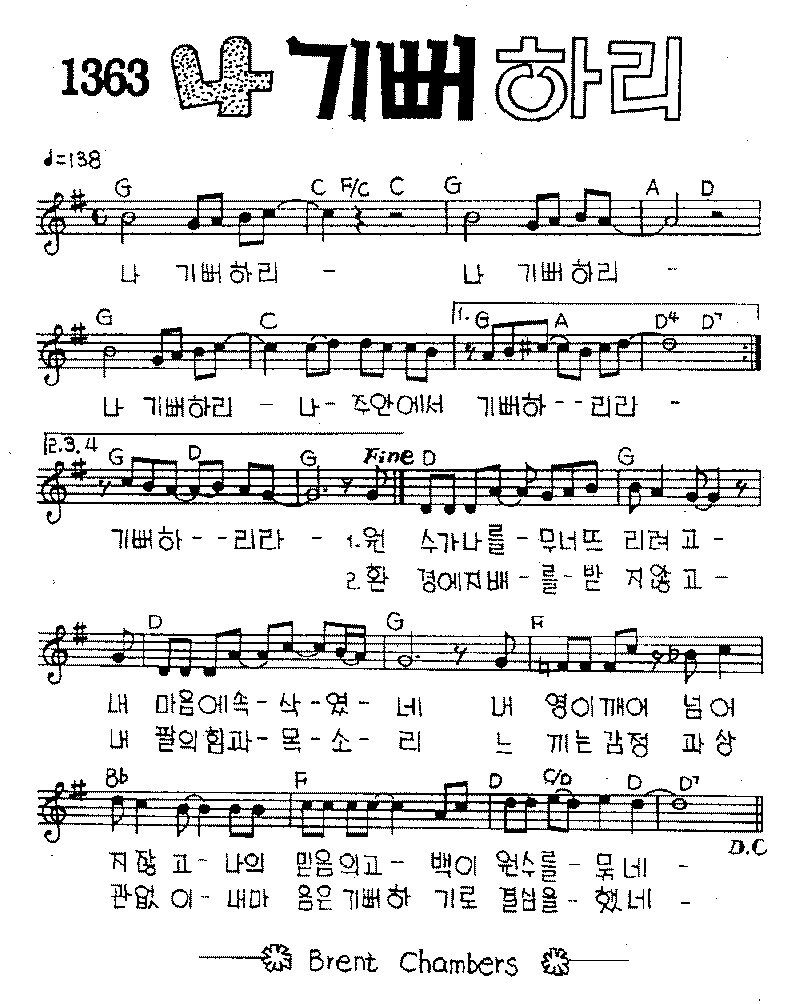 1363 나 기뻐하리
♩=138
G C F/C C G A D
나 기뻐하리 - 나 기뻐하리 -
G C 1. G A D4 D7
나 기뻐하리 - 나- 주안에서 기뻐하--리라 -
2.3.4 G D G Fine D G
기뻐하--리라 - 1.원 수가나를-무너뜨 리려 고-
2.환 경에지배-를-받 지않고-
D G F
내 마음에속-삭-였- 네 내 영이깨어 넘어
내 팔의힘과-목-소- 리 느 끼는감정 과상
Bb F D C/D D D7
지잖 고- 나의 믿음의고- 백이 원수를- 묶네 -
관없 이- 내마 음은기뻐하 기로 결심을-했네 -
D.C
Brent Chambers